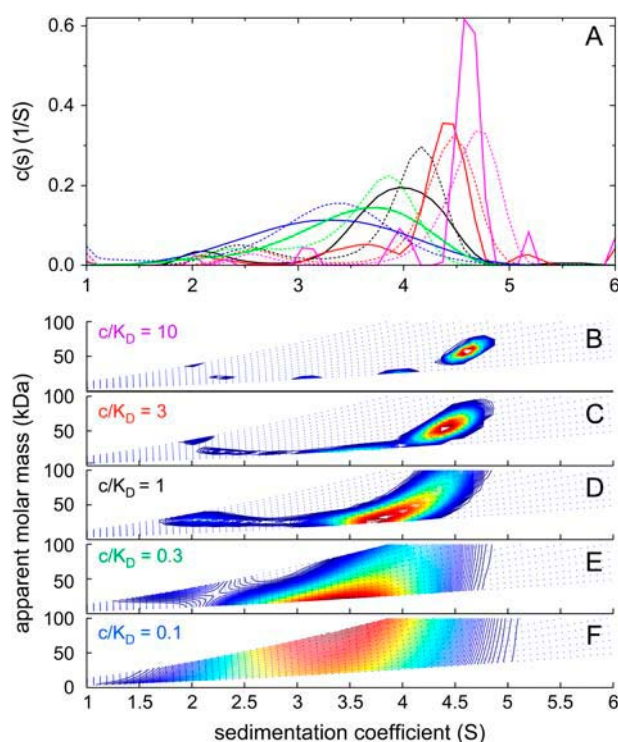 A
0.6
0.4
0.2
0.0
c(s) (1/S)
1 2 3 4 5 6
100
50
c/K_D = 10
B
100
50
c/K_D = 3
C
100
50
c/K_D = 1
D
100
50
c/K_D = 0.3
E
100
50
0
c/K_D = 0.1
F
apparent molar mass (kDa)
1 1.5 2 2.5 3 3.5 4 4.5 5 5.5 6
sedimentation coefficient (S)